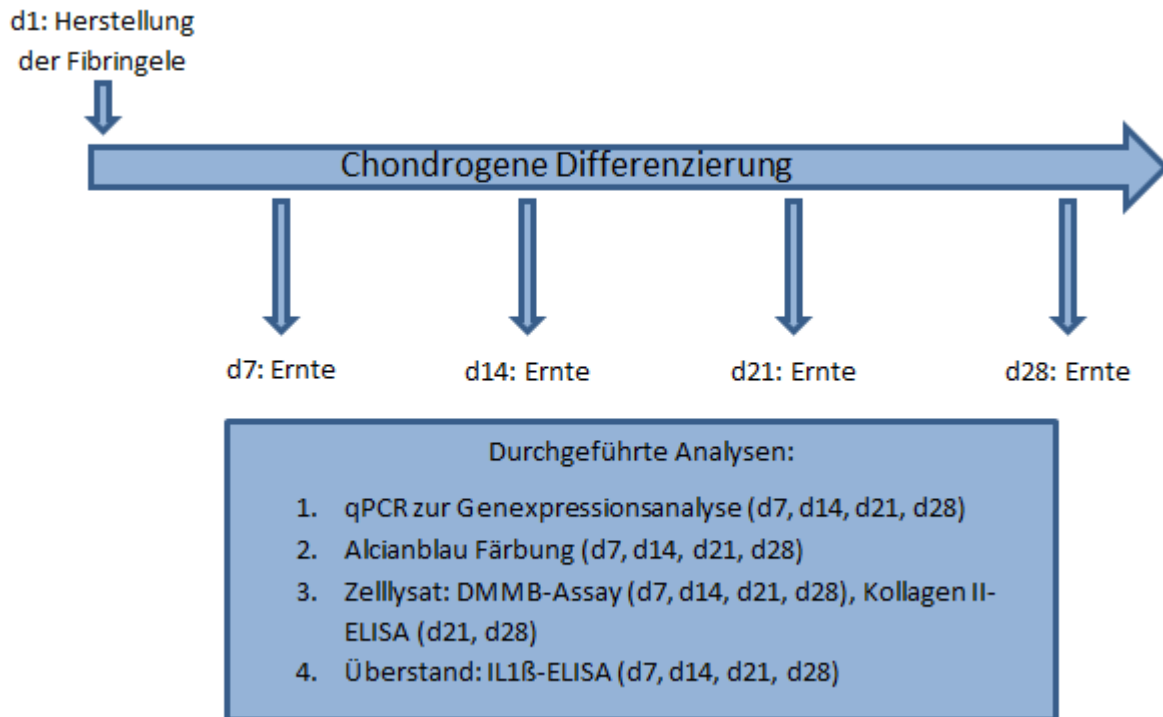 d1: Herstellung
der Fibringele
Chondrogene Differenzierung
d7: Ernte
d14: Ernte
d21: Ernte
d28: Ernte
Durchgeführte Analysen:
1. qPCR zur Genexpressionsanalyse (d7, d14, d21, d28)
2. Alcianblau Färbung (d7, d14, d21, d28)
3. Zelllysat: DMMB-Assay (d7, d14, d21, d28), Kollagen II-
ELISA (d21, d28)
4. Überstand: IL1ß-ELISA (d7, d14, d21, d28)